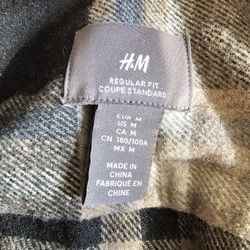 H&M
REGULAR FIT
COUPE STANDARD
EUR M
US M
CA M
CN 180/100A
MX M
MADE IN
CHINA
FABRIQUÉ EN
CHINE